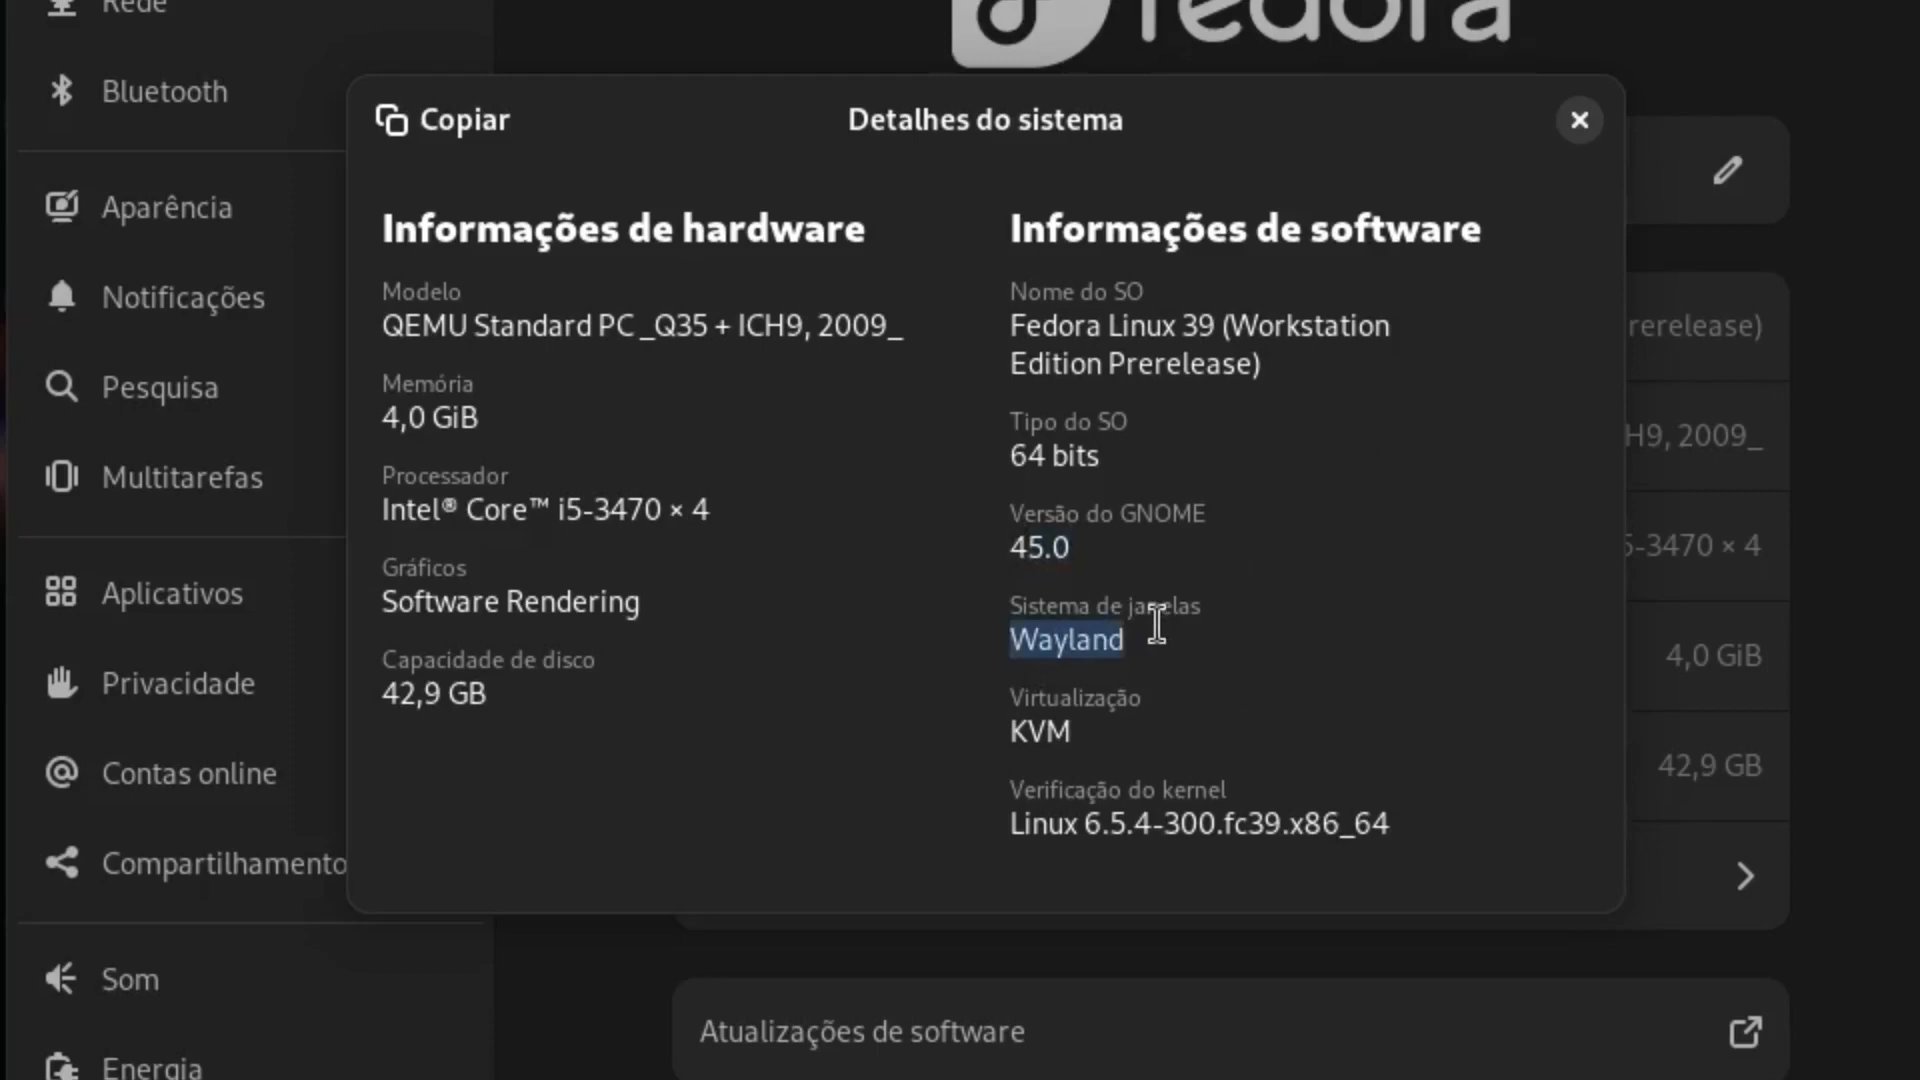 Rede
fedora
Bluetooth
Copiar
Detalhes do sistema
Aparência
Informações de hardware
Informações de software
Notificações
Modelo
QEMU Standard PC _Q35 + ICH9, 2009_
Nome do SO
Fedora Linux 39 (Workstation
Edition Prerelease)
rerelease)
Pesquisa
Memória
4,0 GiB
Tipo do SO
64 bits
H9, 2009_
Multitarefas
Processador
Intel® Core™ i5-3470 × 4
Versão do GNOME
45.0
5-3470 × 4
Aplicativos
Gráficos
Software Rendering
Sistema de janelas
Wayland
4,0 GiB
Privacidade
Capacidade de disco
42,9 GB
Virtualização
KVM
Contas online
42,9 GB
Verificação do kernel
Linux 6.5.4-300.fc39.x86_64
Compartilhamento
Som
Atualizações de software
Energia